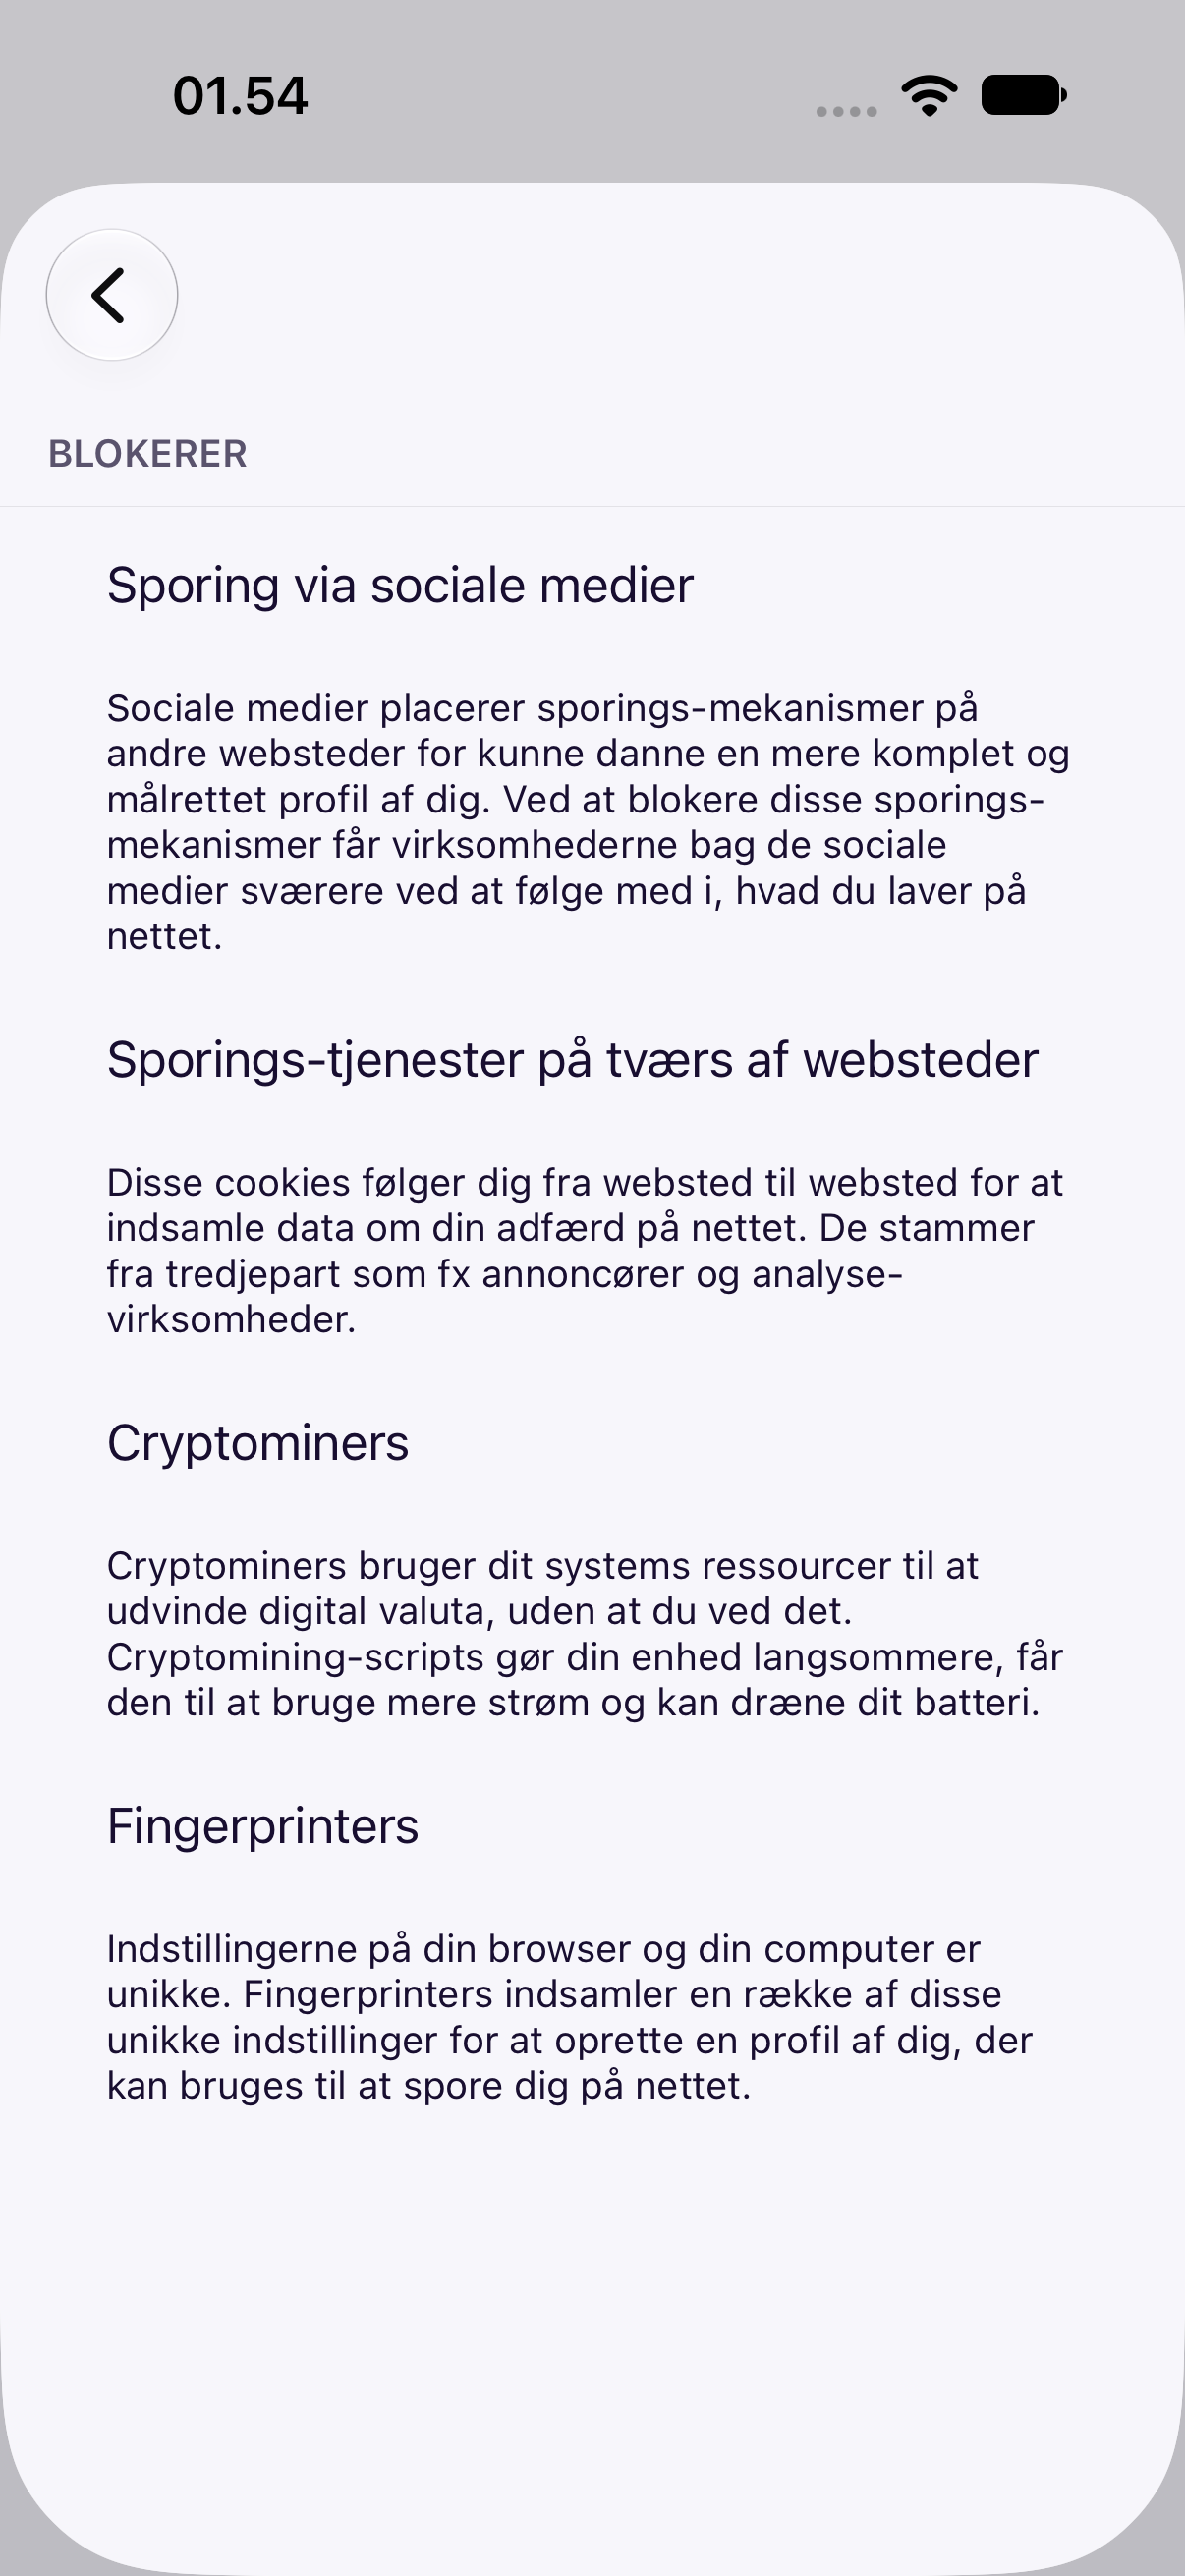 01.54
BLOKERER
Sporing via sociale medier
Sociale medier placerer sporings-mekanismer på
andre websteder for kunne danne en mere komplet og
målrettet profil af dig. Ved at blokere disse sporings-
mekanismer får virksomhederne bag de sociale
medier sværere ved at følge med i, hvad du laver på
nettet.
Sporings-tjenester på tværs af websteder
Disse cookies følger dig fra websted til websted for at
indsamle data om din adfærd på nettet. De stammer
fra tredjepart som fx annoncører og analyse-
virksomheder.
Cryptominers
Cryptominers bruger dit systems ressourcer til at
udvinde digital valuta, uden at du ved det.
Cryptomining-scripts gør din enhed langsommere, får
den til at bruge mere strøm og kan dræne dit batteri.
Fingerprinters
Indstillingerne på din browser og din computer er
unikke. Fingerprinters indsamler en række af disse
unikke indstillinger for at oprette en profil af dig, der
kan bruges til at spore dig på nettet.